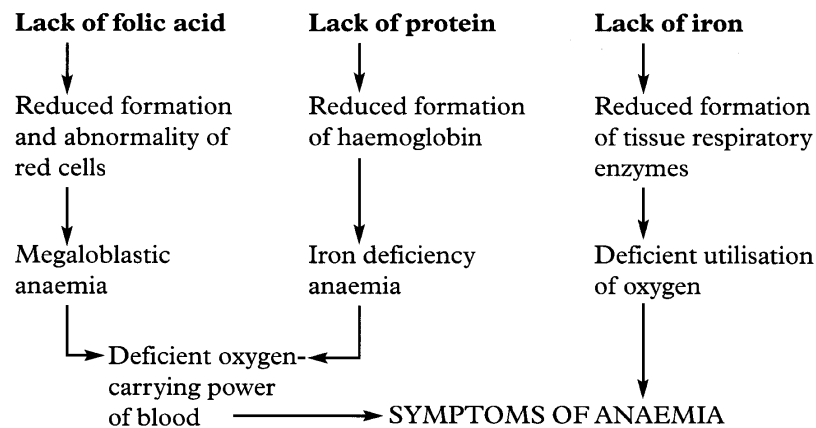 Lack of folic acid
Reduced formation
and abnormality of
red cells
Megaloblastic
anaemia
Lack of protein
Reduced formation
of haemoglobin
Iron deficiency
anaemia
Deficient oxygen-
carrying power
of blood
Lack of iron
Reduced formation
of tissue respiratory
enzymes
Deficient utilisation
of oxygen
SYMPTOMS OF ANAEMIA